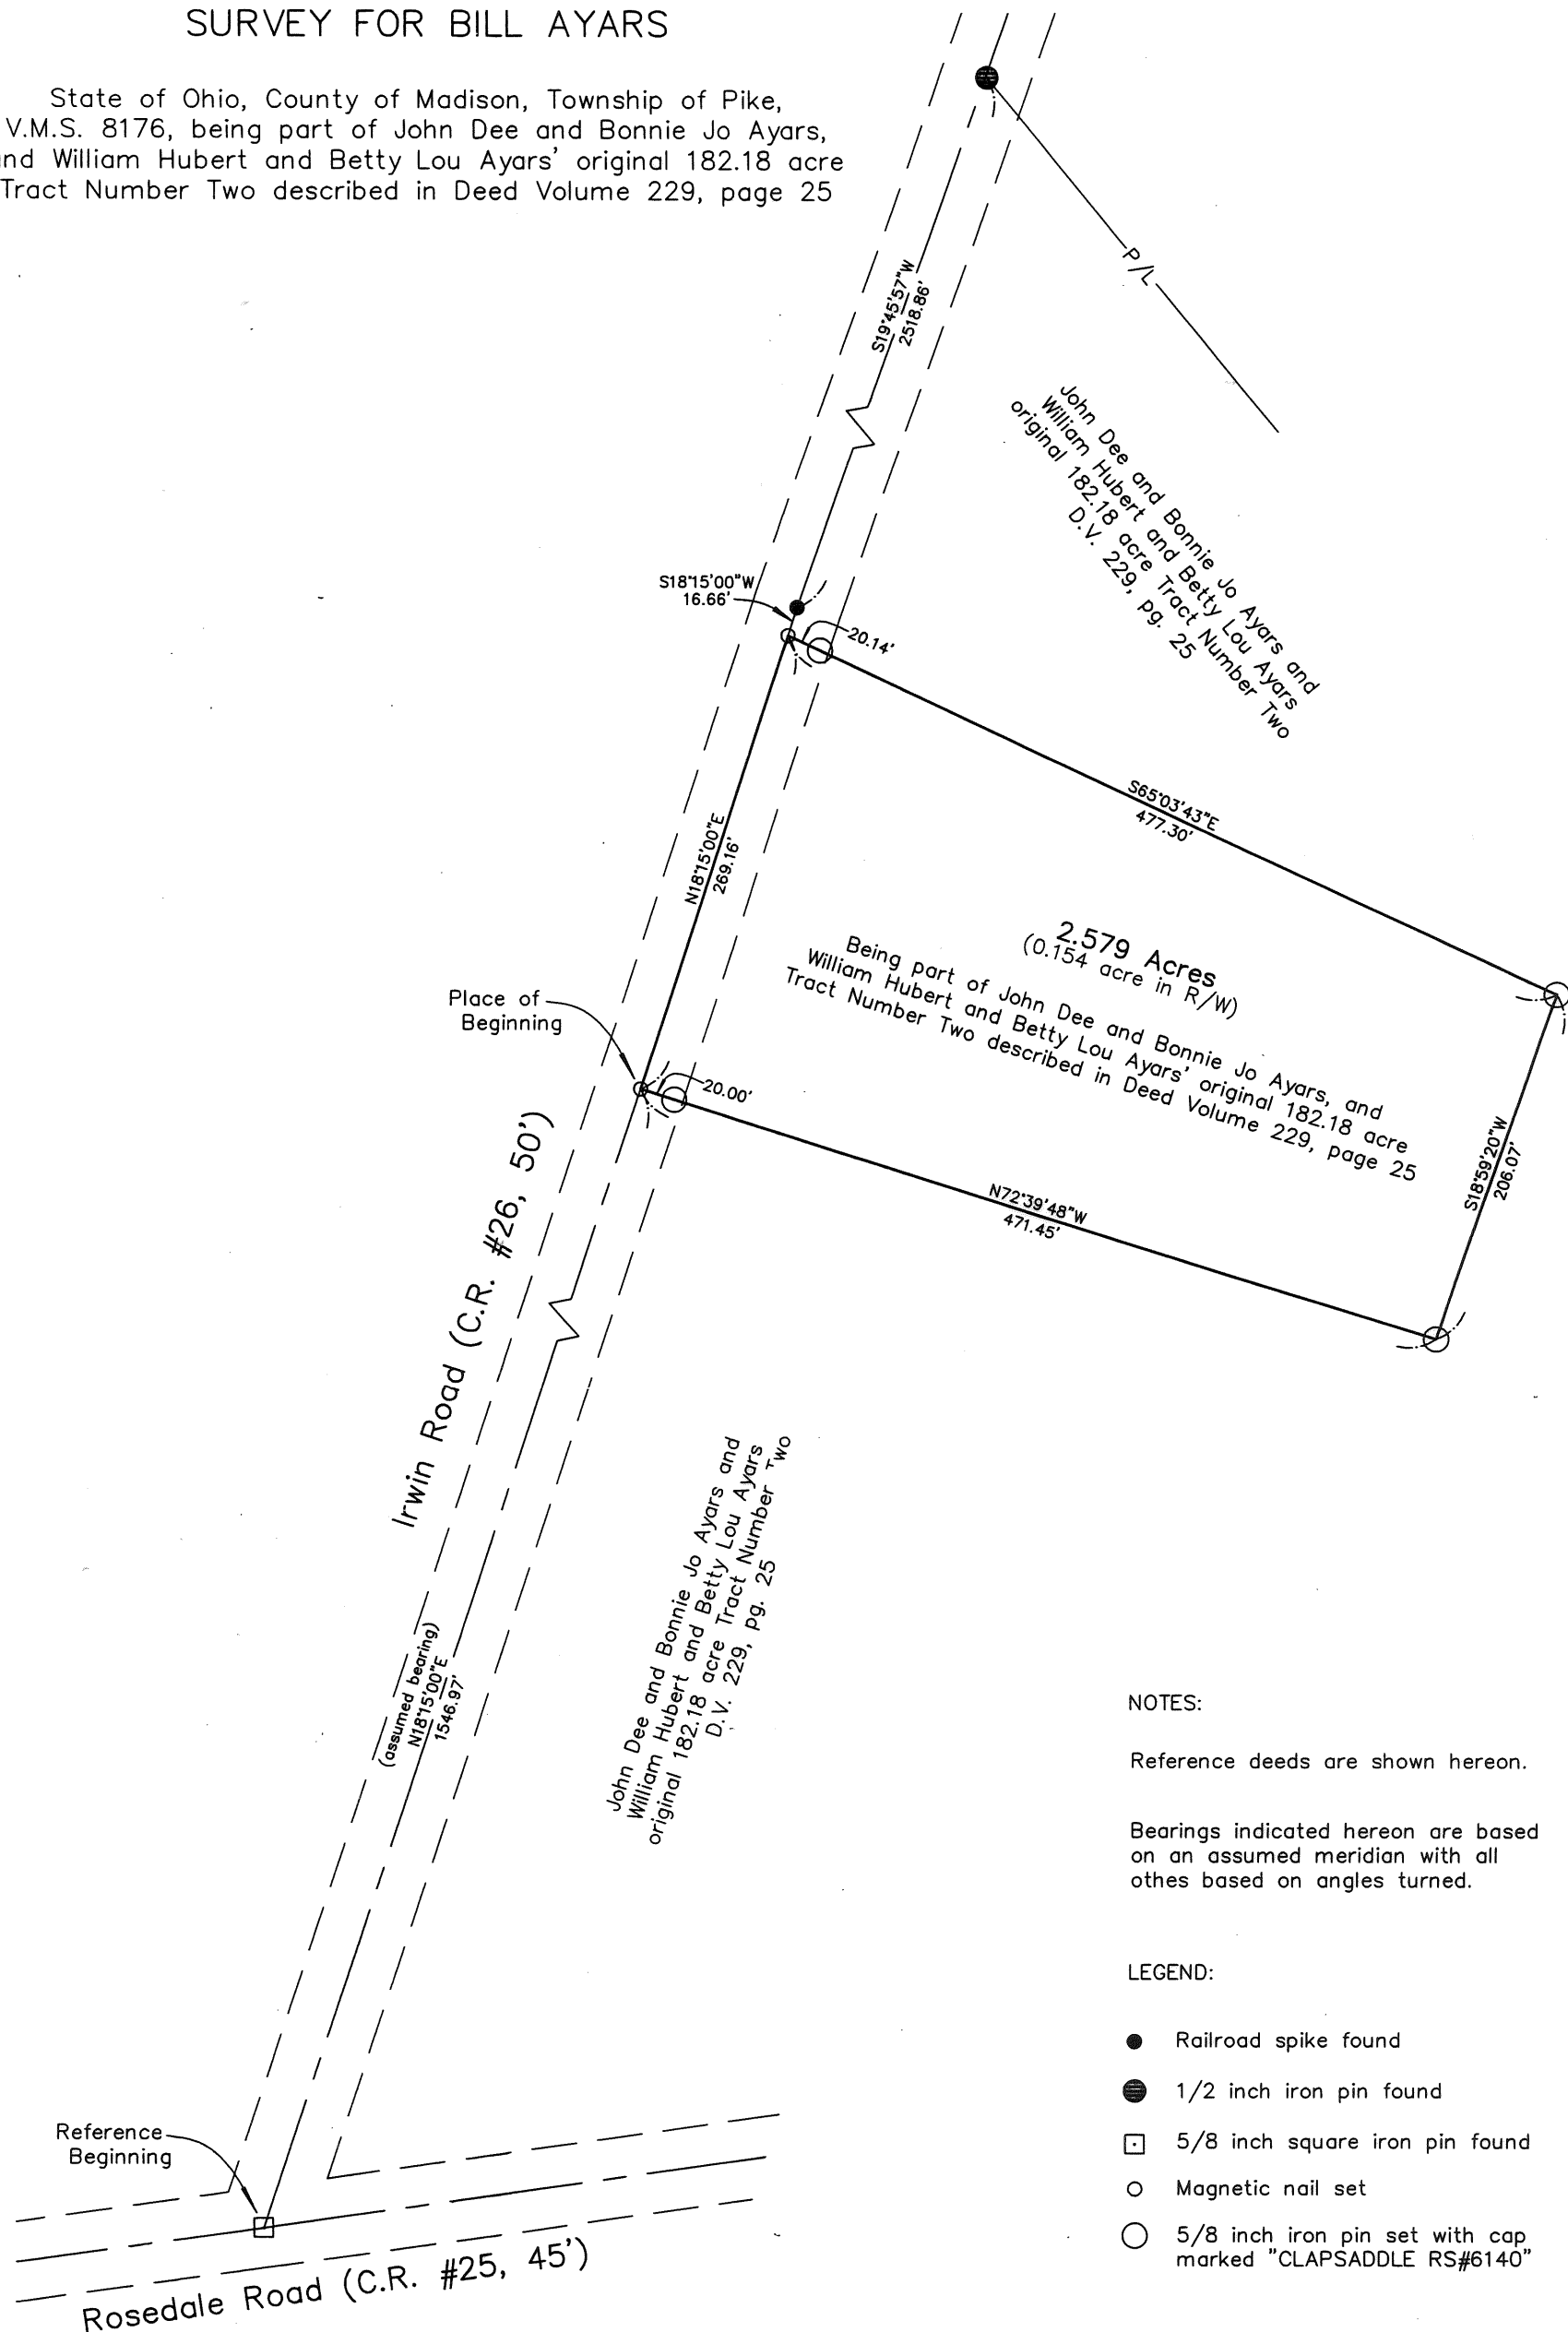 SURVEY FOR BILL AYARS
State of Ohio, County of Madison, Township of Pike,
V.M.S. 8176, being part of John Dee and Bonnie Jo Ayars,
nd William Hubert and Betty Lou Ayars' original 182.18 acre
Tract Number Two described in Deed Volume 229, page 25
P/L
S19°45'57"W
2518.86'
John Dee and Bonnie Jo Ayars and
William Hubert and Betty Lou Ayars
original 182.18 acre Tract Number Two
D.V. 229, pg. 25
S18°15'00"W
16.66'
20.14'
S65°03'43"E
477.30'
N18°15'00"E
269.16'
2.579 Acres
(0.154 acre in R/W)
Being part of John Dee and Bonnie Jo Ayars, and
William Hubert and Betty Lou Ayars' original 182.18 acre
Tract Number Two described in Deed Volume 229, page 25
Place of
Beginning
20.00'
S18°59'20"W
206.07'
N72°39'48"W
471.45'
Irwin Road (C.R. #26, 50')
John Dee and Bonnie Jo Ayars and
William Hubert and Betty Lou Ayars
original 182.18 acre Tract Number Two
D.V. 229, pg. 25
(assumed bearing)
N18°15'00"E
1546.97'
NOTES:
Reference deeds are shown hereon.
Bearings indicated hereon are based
on an assumed meridian with all
othes based on angles turned.
LEGEND:
Railroad spike found
1/2 inch iron pin found
5/8 inch square iron pin found
Magnetic nail set
5/8 inch iron pin set with cap
marked "CLAPSADDLE RS#6140"
Reference
Beginning
Rosedale Road (C.R. #25, 45')